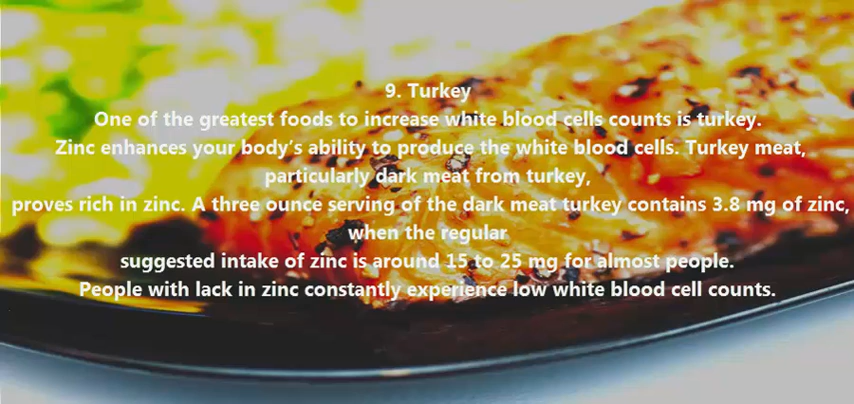 9. Turkey
One of the greatest foods to increase white blood cells counts is turkey.
Zinc enhances your body’s ability to produce the white blood cells. Turkey meat,
particularly dark meat from turkey,
proves rich in zinc. A three ounce serving of the dark meat turkey contains 3.8 mg of zinc,
when the regular
suggested intake of zinc is around 15 to 25 mg for almost people.
People with lack in zinc constantly experience low white blood cell counts.